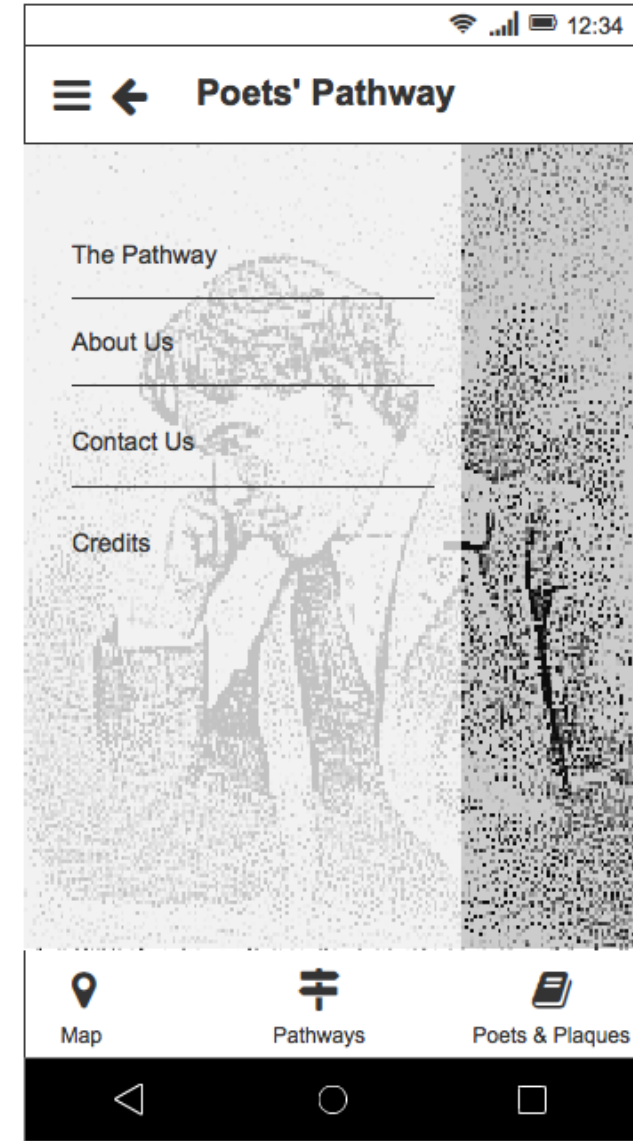 12:34
Poets' Pathway
The Pathway
About Us
Contact Us
Credits
Map
Pathways
Poets & Plaques